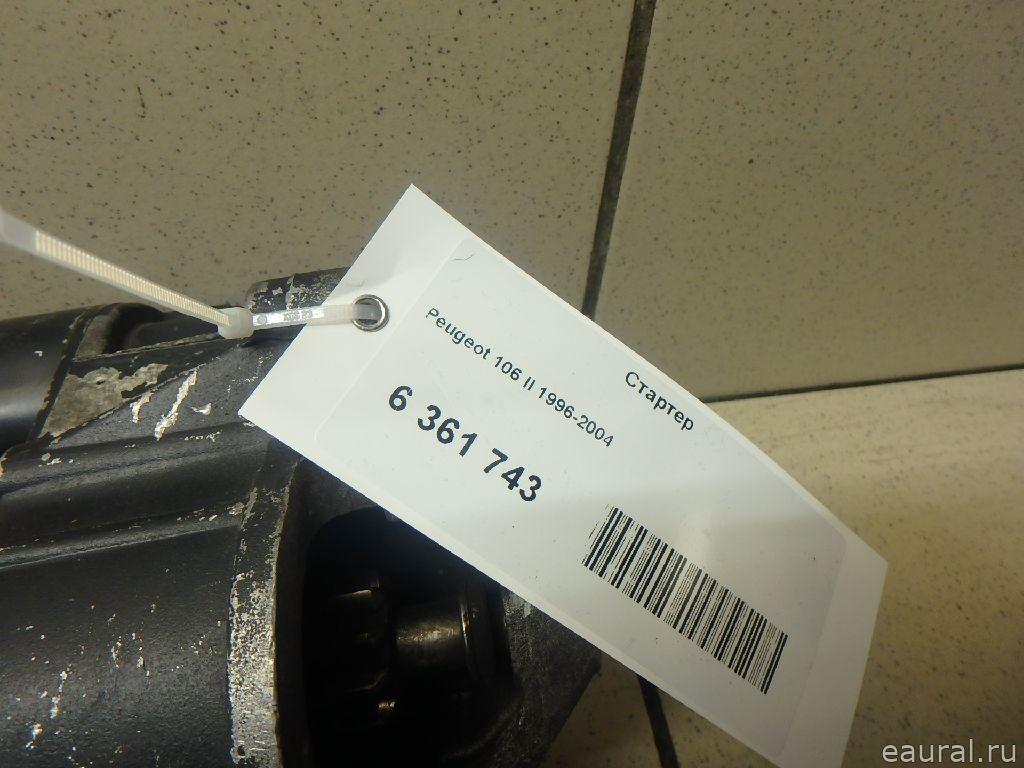 Стартер
Peugeot 106 II 1996-2004
6 361 743
eaural.ru